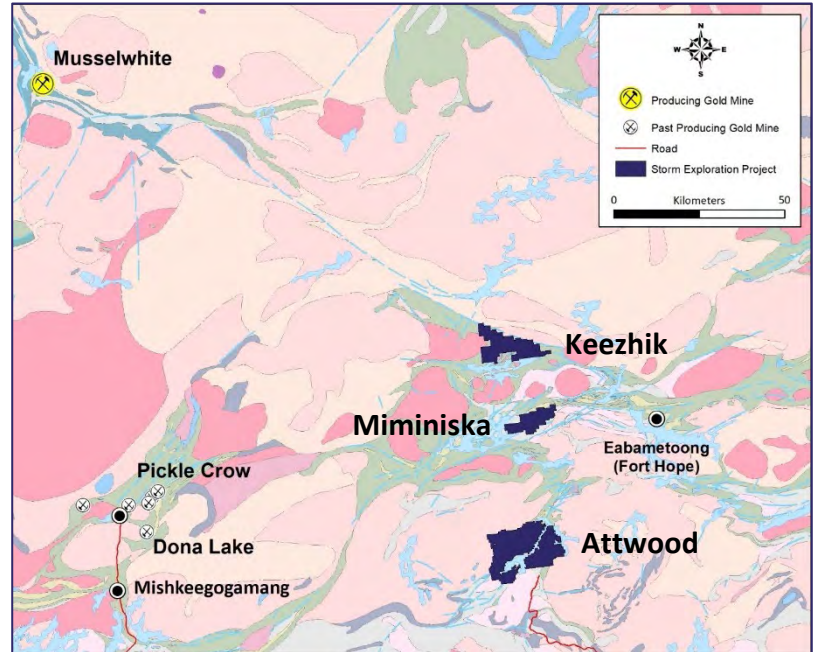 Musselwhite
N
W E
S
Producing Gold Mine
Past Producing Gold Mine
Road
Storm Exploration Project
Kilometers
0 50
Keezhik
Miminiska
Eabametoong
(Fort Hope)
Pickle Crow
Dona Lake
Attwood
Mishkeegogamang